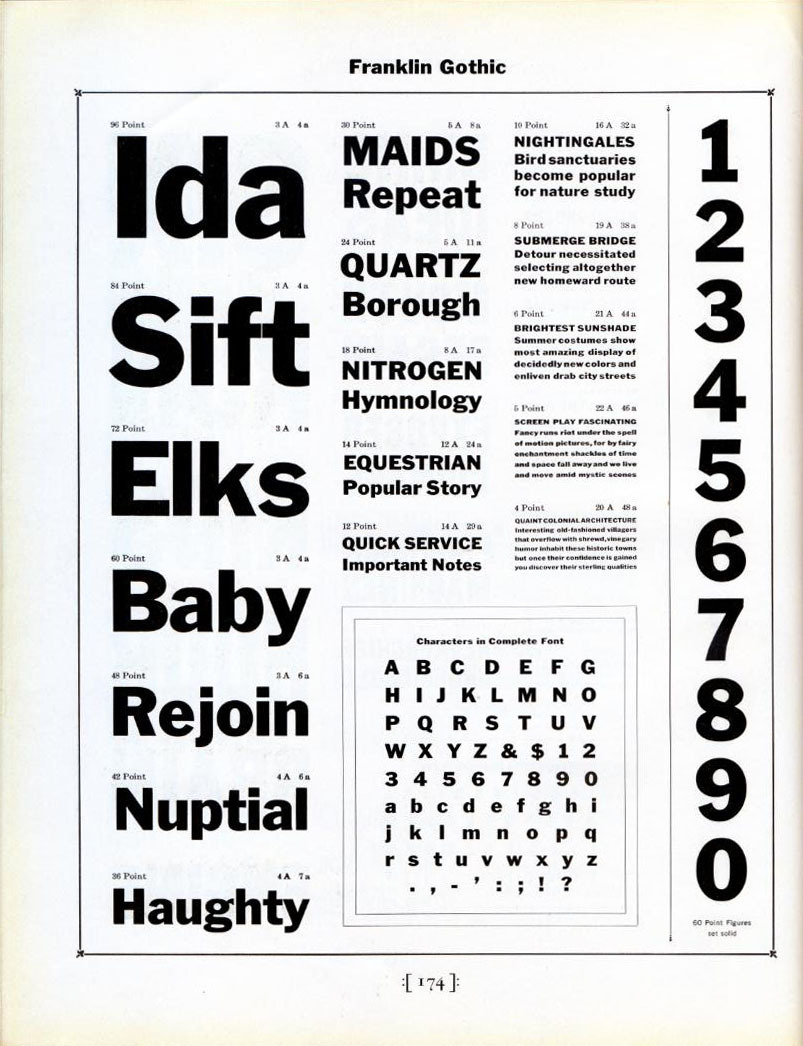 Franklin Gothic
96 Point 3 A 4 a
Ida
84 Point 3 A 4 a
Sift
72 Point 3 A 4 a
Elks
60 Point 3 A 4 a
Baby
48 Point 3 A 6 a
Rejoin
42 Point 4 A 6 a
Nuptial
36 Point 4 A 7 a
Haughty
30 Point 5 A 8 a
MAIDS
Repeat
24 Point 5 A 11 a
QUARTZ
Borough
18 Point 8 A 17 a
NITROGEN
Hymnology
14 Point 12 A 24 a
EQUESTRIAN
Popular Story
12 Point 14 A 29 a
QUICK SERVICE
Important Notes
10 Point 16 A 32 a
NIGHTINGALES
Bird sanctuaries
become popular
for nature study
8 Point 19 A 38 a
SUBMERGE BRIDGE
Detour necessitated
selecting altogether
new homeward route
6 Point 21 A 44 a
BRIGHTEST SUNSHADE
Summer costumes show
most amazing display of
decidedly new colors and
enliven drab city streets
5 Point 22 A 46 a
SCREEN PLAY FASCINATING
Fancy runs riot under the spell
of motion pictures, for by fairy
enchantment shackles of time
and space fall away and we live
and move amid mystic scenes
4 Point 20 A 48 a
QUAINT COLONIAL ARCHITECTURE
Interesting old-fashioned villagers
that overflow with shrewd, vinegary
humor inhabit these historic towns
but once their confidence is gained
you discover their sterling qualities
Characters in Complete Font
A B C D E F G
H I J K L M N O
P Q R S T U V
W X Y Z & $ 1 2
3 4 5 6 7 8 9 0
a b c d e f g h i
j k l m n o p q
r s t u v w x y z
. , - ' : ; ! ?
1
2
3
4
5
6
7
8
9
0
60 Point Figures
set solid
:[ 174 ]: